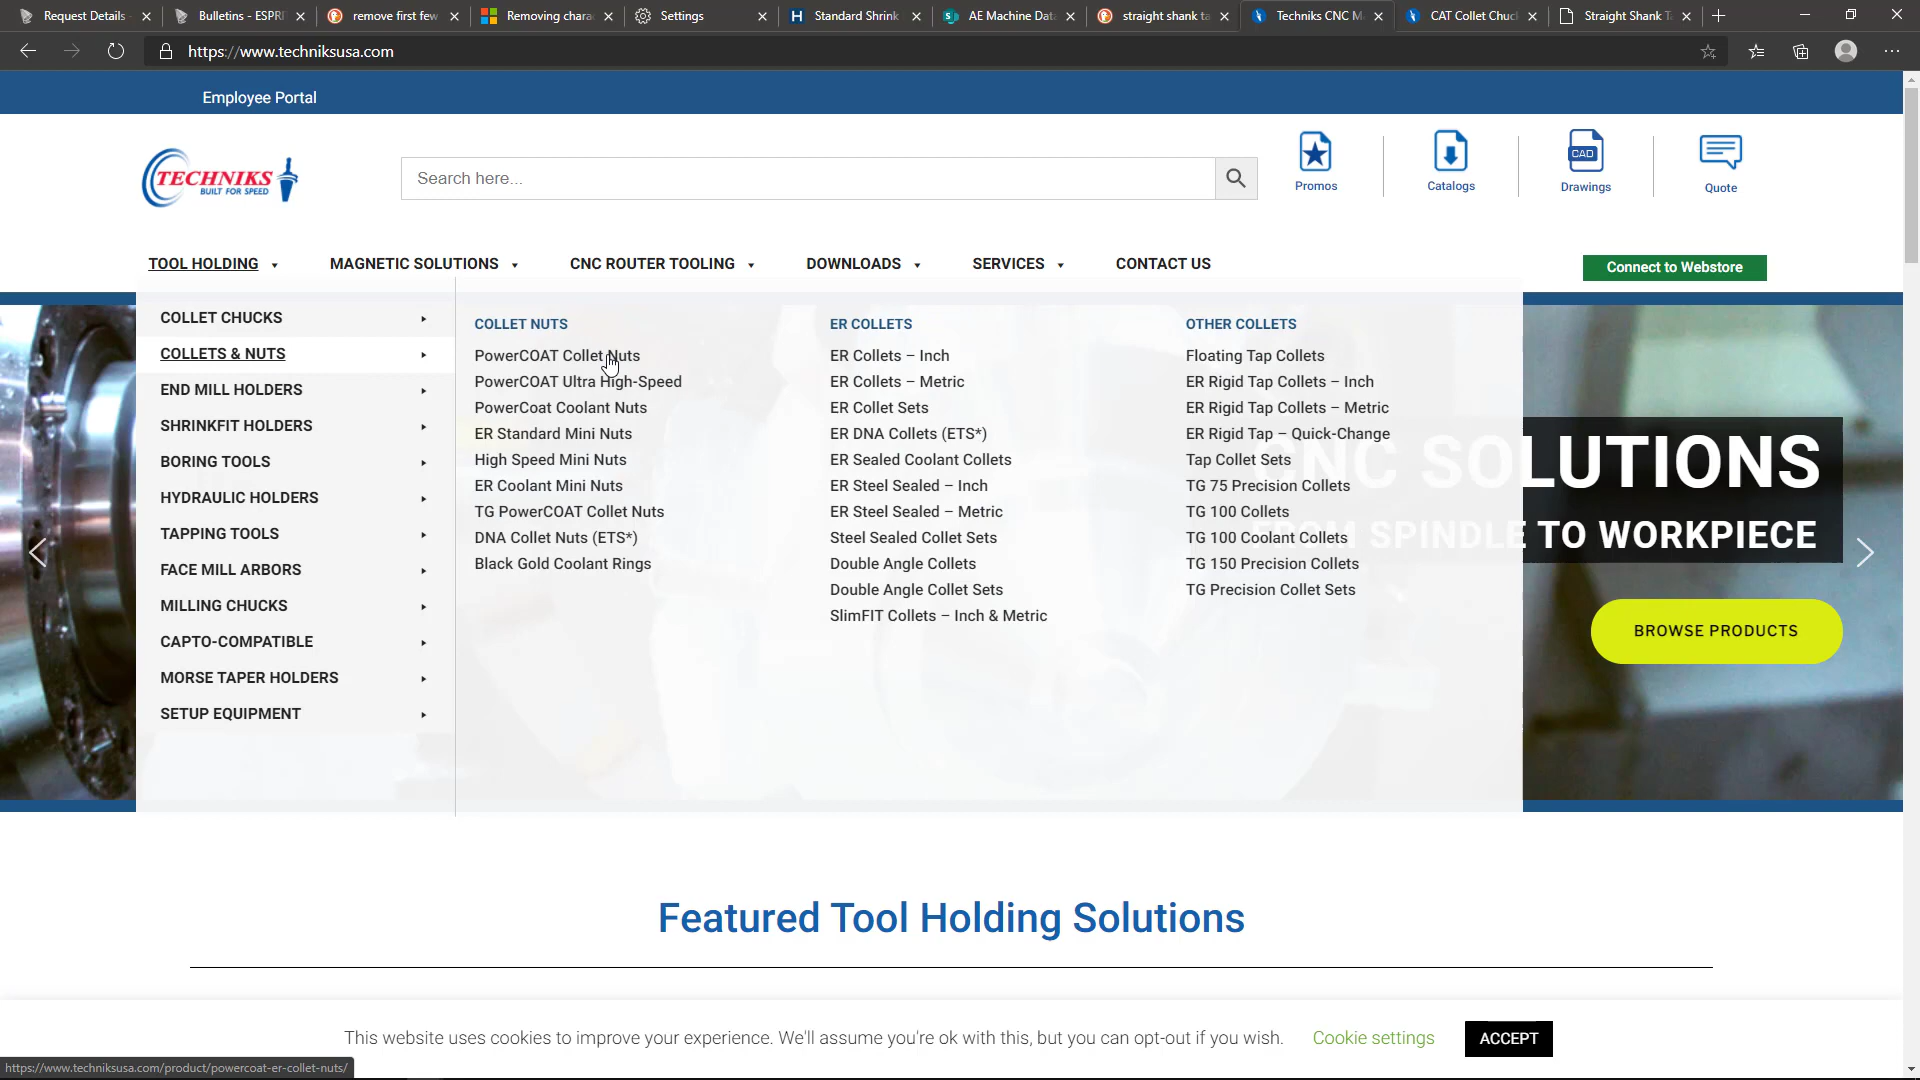 Request Details
Bulletins - ESPRI
remove first few
Removing chara
Settings
Standard Shrink
AE Machine Data
straight shank ta
Techniks CNC M
CAT Collet Chuc
Straight Shank T
https://www.techniksusa.com
Employee Portal
TECHNIKS
BUILT FOR SPEED
Search here...
Promos
Catalogs
CAD
Drawings
Quote
TOOL HOLDING
MAGNETIC SOLUTIONS
CNC ROUTER TOOLING
DOWNLOADS
SERVICES
CONTACT US
Connect to Webstore
COLLET CHUCKS
COLLETS & NUTS
END MILL HOLDERS
SHRINKFIT HOLDERS
BORING TOOLS
HYDRAULIC HOLDERS
TAPPING TOOLS
FACE MILL ARBORS
MILLING CHUCKS
CAPTO-COMPATIBLE
MORSE TAPER HOLDERS
SETUP EQUIPMENT
COLLET NUTS
PowerCOAT Collet Nuts
PowerCOAT Ultra High-Speed
PowerCoat Coolant Nuts
ER Standard Mini Nuts
High Speed Mini Nuts
ER Coolant Mini Nuts
TG PowerCOAT Collet Nuts
DNA Collet Nuts (ETS*)
Black Gold Coolant Rings
ER COLLETS
ER Collets – Inch
ER Collets – Metric
ER Collet Sets
ER DNA Collets (ETS*)
ER Sealed Coolant Collets
ER Steel Sealed – Inch
ER Steel Sealed – Metric
Steel Sealed Collet Sets
Double Angle Collets
Double Angle Collet Sets
SlimFIT Collets – Inch & Metric
OTHER COLLETS
Floating Tap Collets
ER Rigid Tap Collets – Inch
ER Rigid Tap Collets – Metric
ER Rigid Tap – Quick-Change
Tap Collet Sets
TG 75 Precision Collets
TG 100 Collets
TG 100 Coolant Collets
TG 150 Precision Collets
TG Precision Collet Sets
CNC SOLUTIONS
FROM SPINDLE TO WORKPIECE
BROWSE PRODUCTS
Featured Tool Holding Solutions
This website uses cookies to improve your experience. We'll assume you're ok with this, but you can opt-out if you wish.
Cookie settings
ACCEPT
https://www.techniksusa.com/product/powercoat-er-collet-nuts/